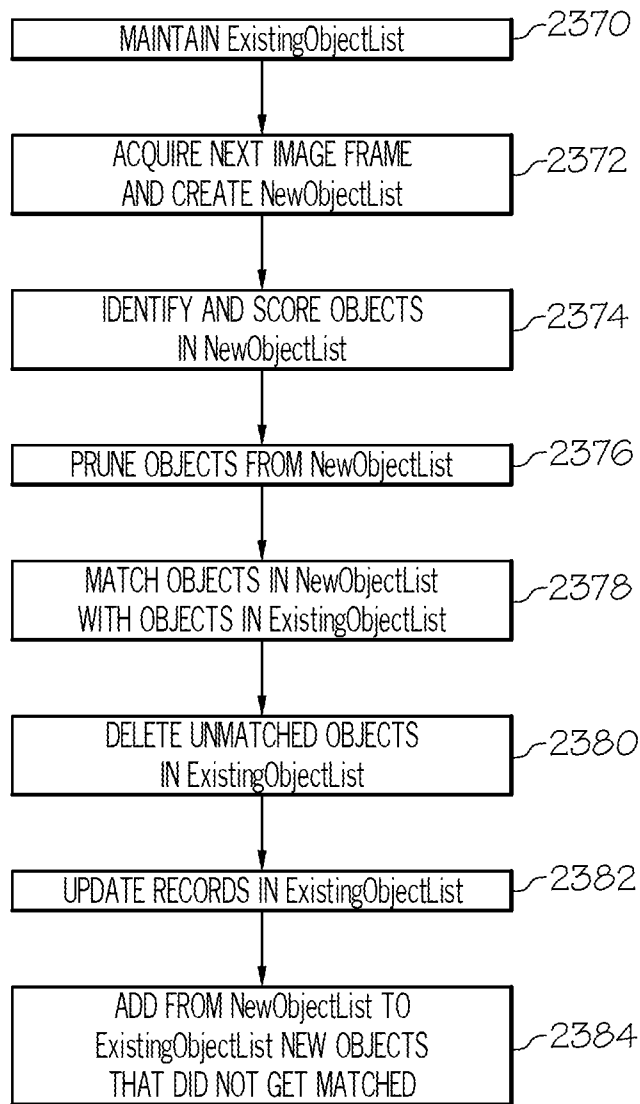 MAINTAIN ExistingObjectList
2370
ACQUIRE NEXT IMAGE FRAME
AND CREATE NewObjectList
2372
IDENTIFY AND SCORE OBJECTS
IN NewObjectList
2374
PRUNE OBJECTS FROM NewObjectList
2376
MATCH OBJECTS IN NewObjectList
WITH OBJECTS IN ExistingObjectList
2378
DELETE UNMATCHED OBJECTS
IN ExistingObjectList
2380
UPDATE RECORDS IN ExistingObjectList
2382
ADD FROM NewObjectList TO
ExistingObjectList NEW OBJECTS
THAT DID NOT GET MATCHED
2384